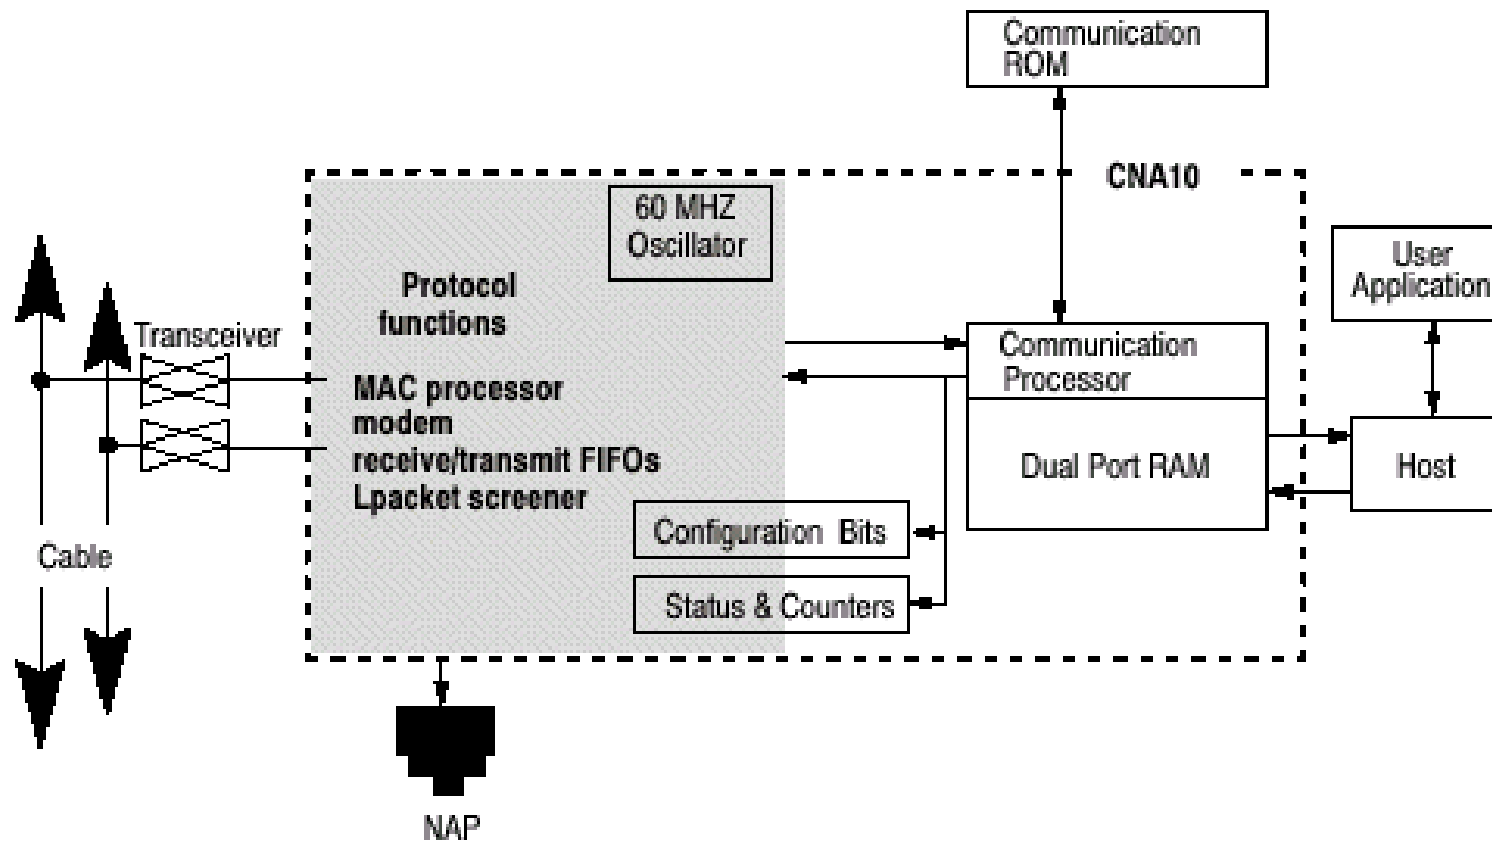 Communication
ROM
CNA10
60 MHZ
Oscillator
User
Application
Protocol
functions
Transceiver
Communication
Processor
MAC processor
modem
receive/transmit FIFOs
Lpacket screener
Dual Port RAM
Host
Configuration Bits
Cable
Status & Counters
NAP